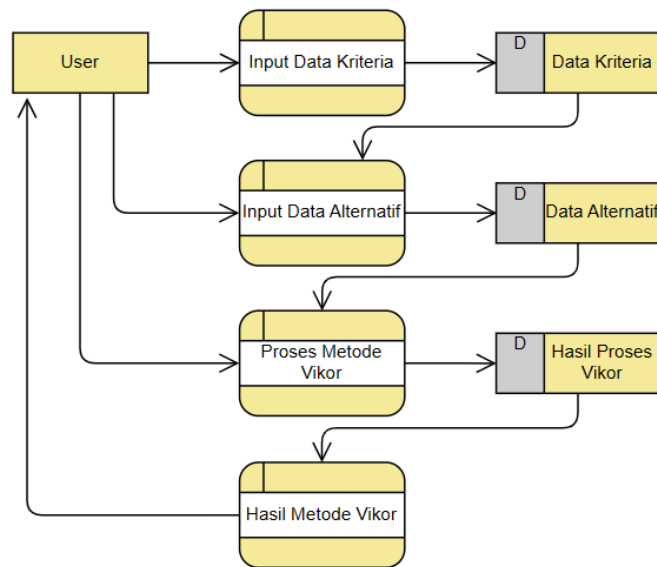 User
Input Data Kriteria
D
Data Kriteria
Input Data Alternatif
D
Data Alternatif
Proses Metode
Vikor
D
Hasil Proses
Vikor
Hasil Metode Vikor